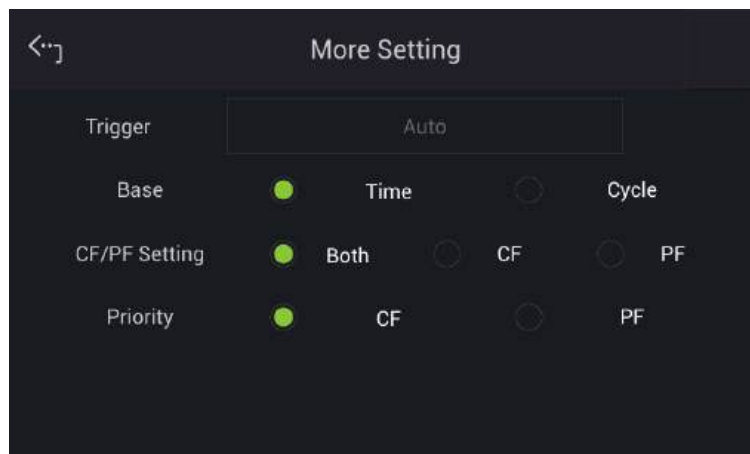 More Setting
Trigger Auto
Base Time Cycle
CF/PF Setting Both CF PF
Priority CF PF